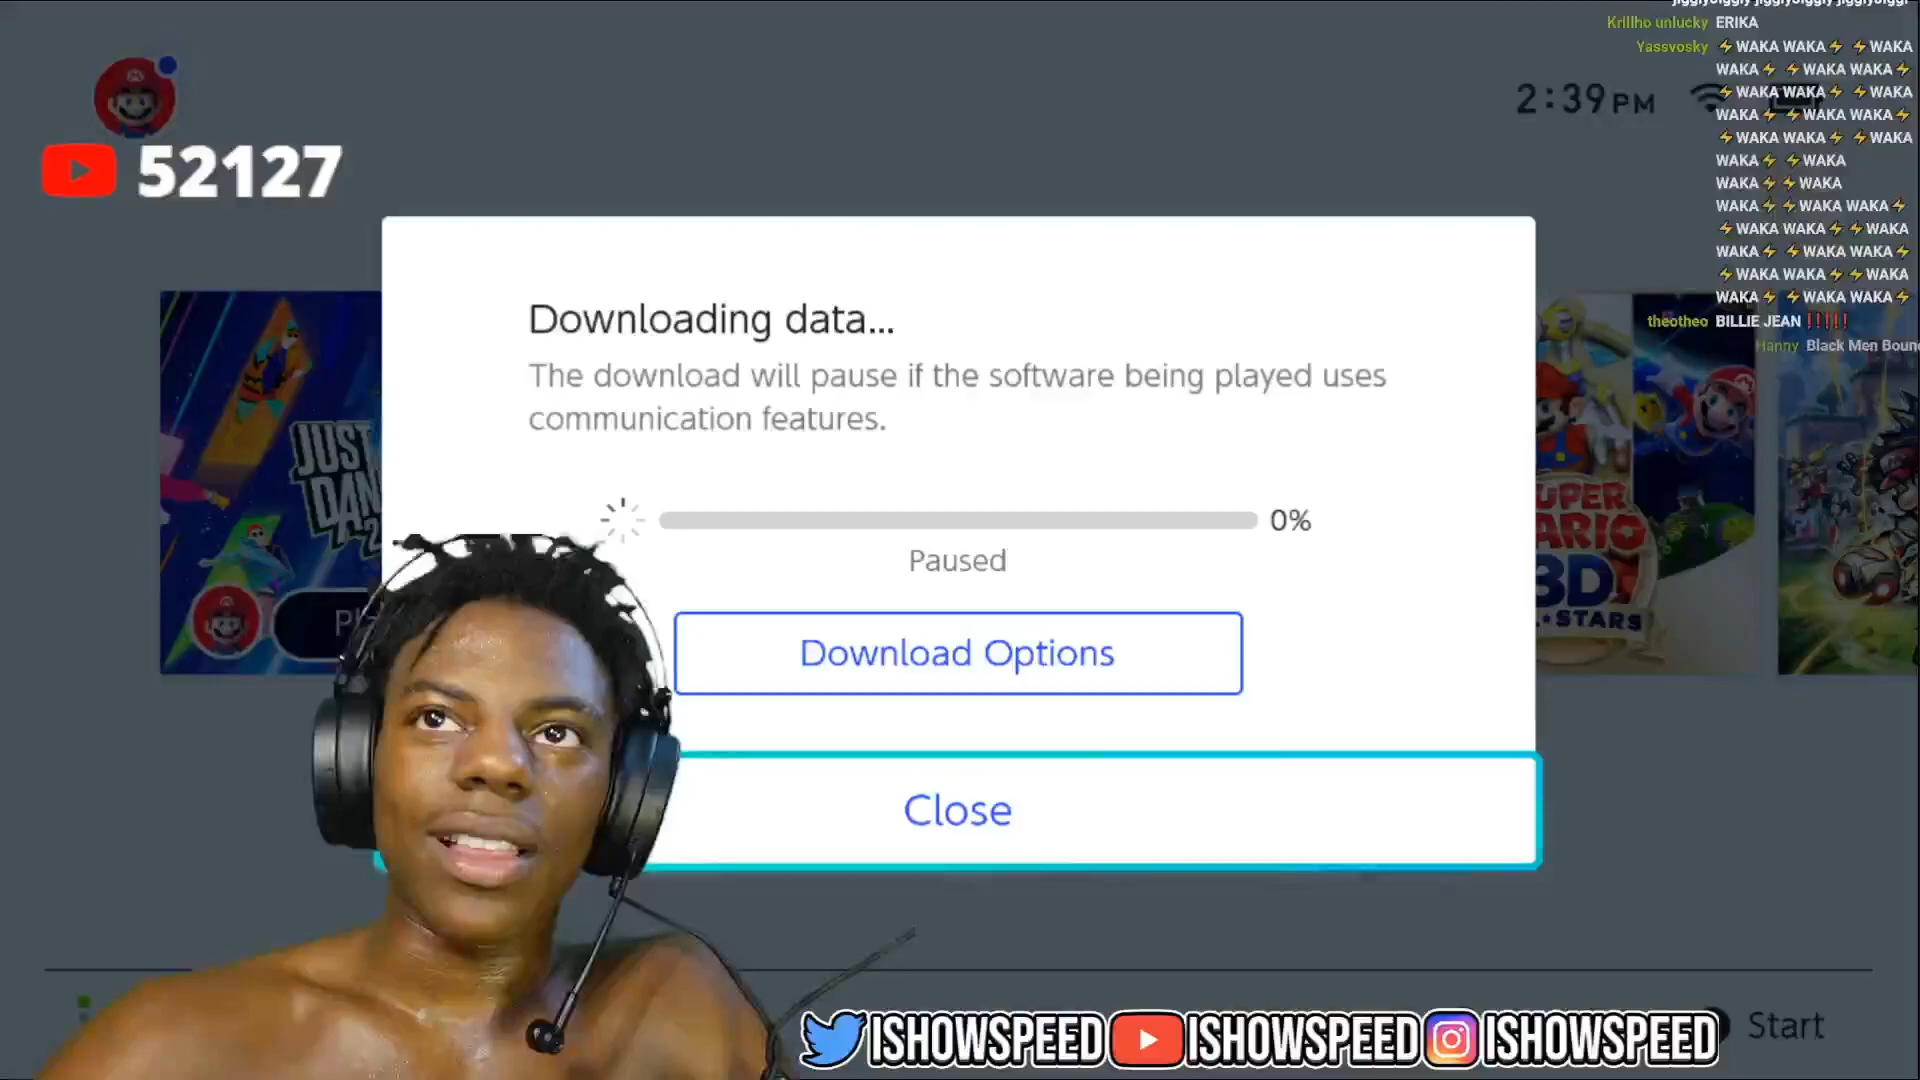 Krillho unlucky ERIKA
Yassvosky ⚡WAKA WAKA⚡ ⚡WAKA
WAKA⚡ ⚡WAKA WAKA⚡
⚡WAKA WAKA⚡ ⚡WAKA
WAKA⚡ ⚡WAKA WAKA⚡
⚡WAKA WAKA⚡ ⚡WAKA
WAKA⚡ ⚡WAKA
WAKA⚡⚡WAKA
WAKA⚡⚡WAKA WAKA⚡
⚡WAKA WAKA⚡⚡WAKA
WAKA⚡ ⚡WAKA WAKA⚡
⚡WAKA WAKA⚡⚡WAKA
WAKA⚡ ⚡WAKA WAKA⚡
theotheo BILLIE JEAN ❗❗❗❗❗
Hanny Black Men Boun
2:39 PM
52127
Downloading data...
The download will pause if the software being played uses
communication features.
0%
Paused
Download Options
Close
JUST
DAN
2
Pl
UPER
ARIO
3D
STARS
Start
ISHOWSPEED ISHOWSPEED ISHOWSPEED